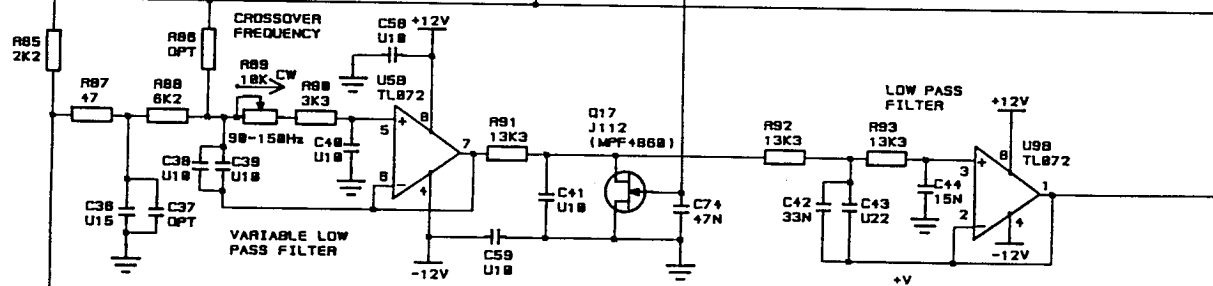 CROSSOVER
FREQUENCY
R85
2K2
R86
OPT
R87
47
R88
6K2
R89
10K
CW
90-150Hz
R90
3K3
C58
U10
+12V
U5B
TL072
8
5
+
6
-
7
4
C40
U10
C38
U10
C39
U10
C36
U15
C37
OPT
VARIABLE LOW
PASS FILTER
-12V
C59
U10
R91
13K3
C41
U10
Q17
J112
(MPF4860)
C74
47N
LOW PASS
FILTER
R92
13K3
R93
13K3
+12V
U9B
TL072
8
3
+
2
-
1
4
-12V
C42
33N
C43
U22
C44
15N
+V